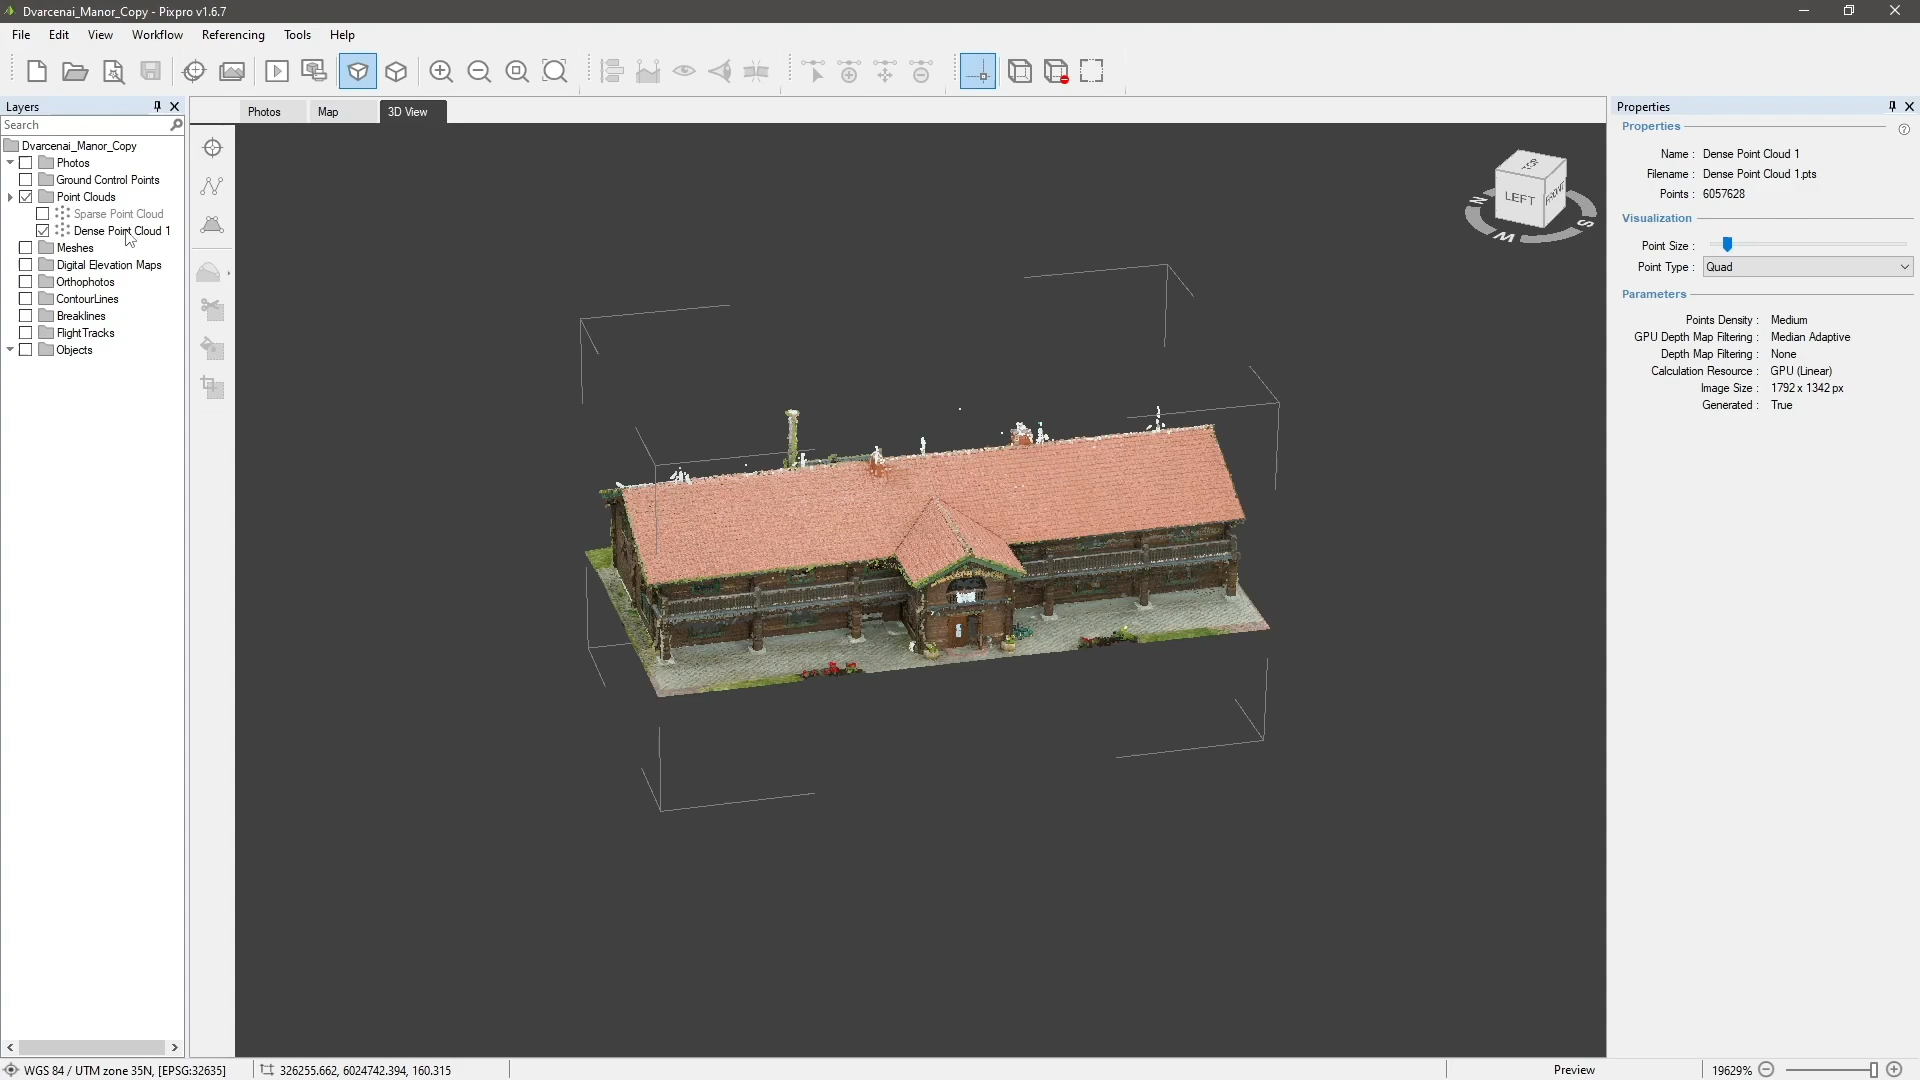 Dvarcenai_Manor_Copy - Pixpro v1.6.7
File Edit View Workflow Referencing Tools Help
Layers
Search
Dvarcenai_Manor_Copy
Photos
Ground Control Points
Point Clouds
Sparse Point Cloud
Dense Point Cloud 1
Meshes
Digital Elevation Maps
Orthophotos
ContourLines
Breaklines
FlightTracks
Objects
Photos Map 3D View
TOP
LEFT
FRONT
N
W
S
Properties
Properties
Name : Dense Point Cloud 1
Filename : Dense Point Cloud 1.pts
Points : 6057628
Visualization
Point Size :
Point Type : Quad
Parameters
Points Density : Medium
GPU Depth Map Filtering : Median Adaptive
Depth Map Filtering : None
Calculation Resource : GPU (Linear)
Image Size : 1792 x 1342 px
Generated : True
WGS 84 / UTM zone 35N, [EPSG:32635] 326255.662, 6024742.394, 160.315 Preview 19629%